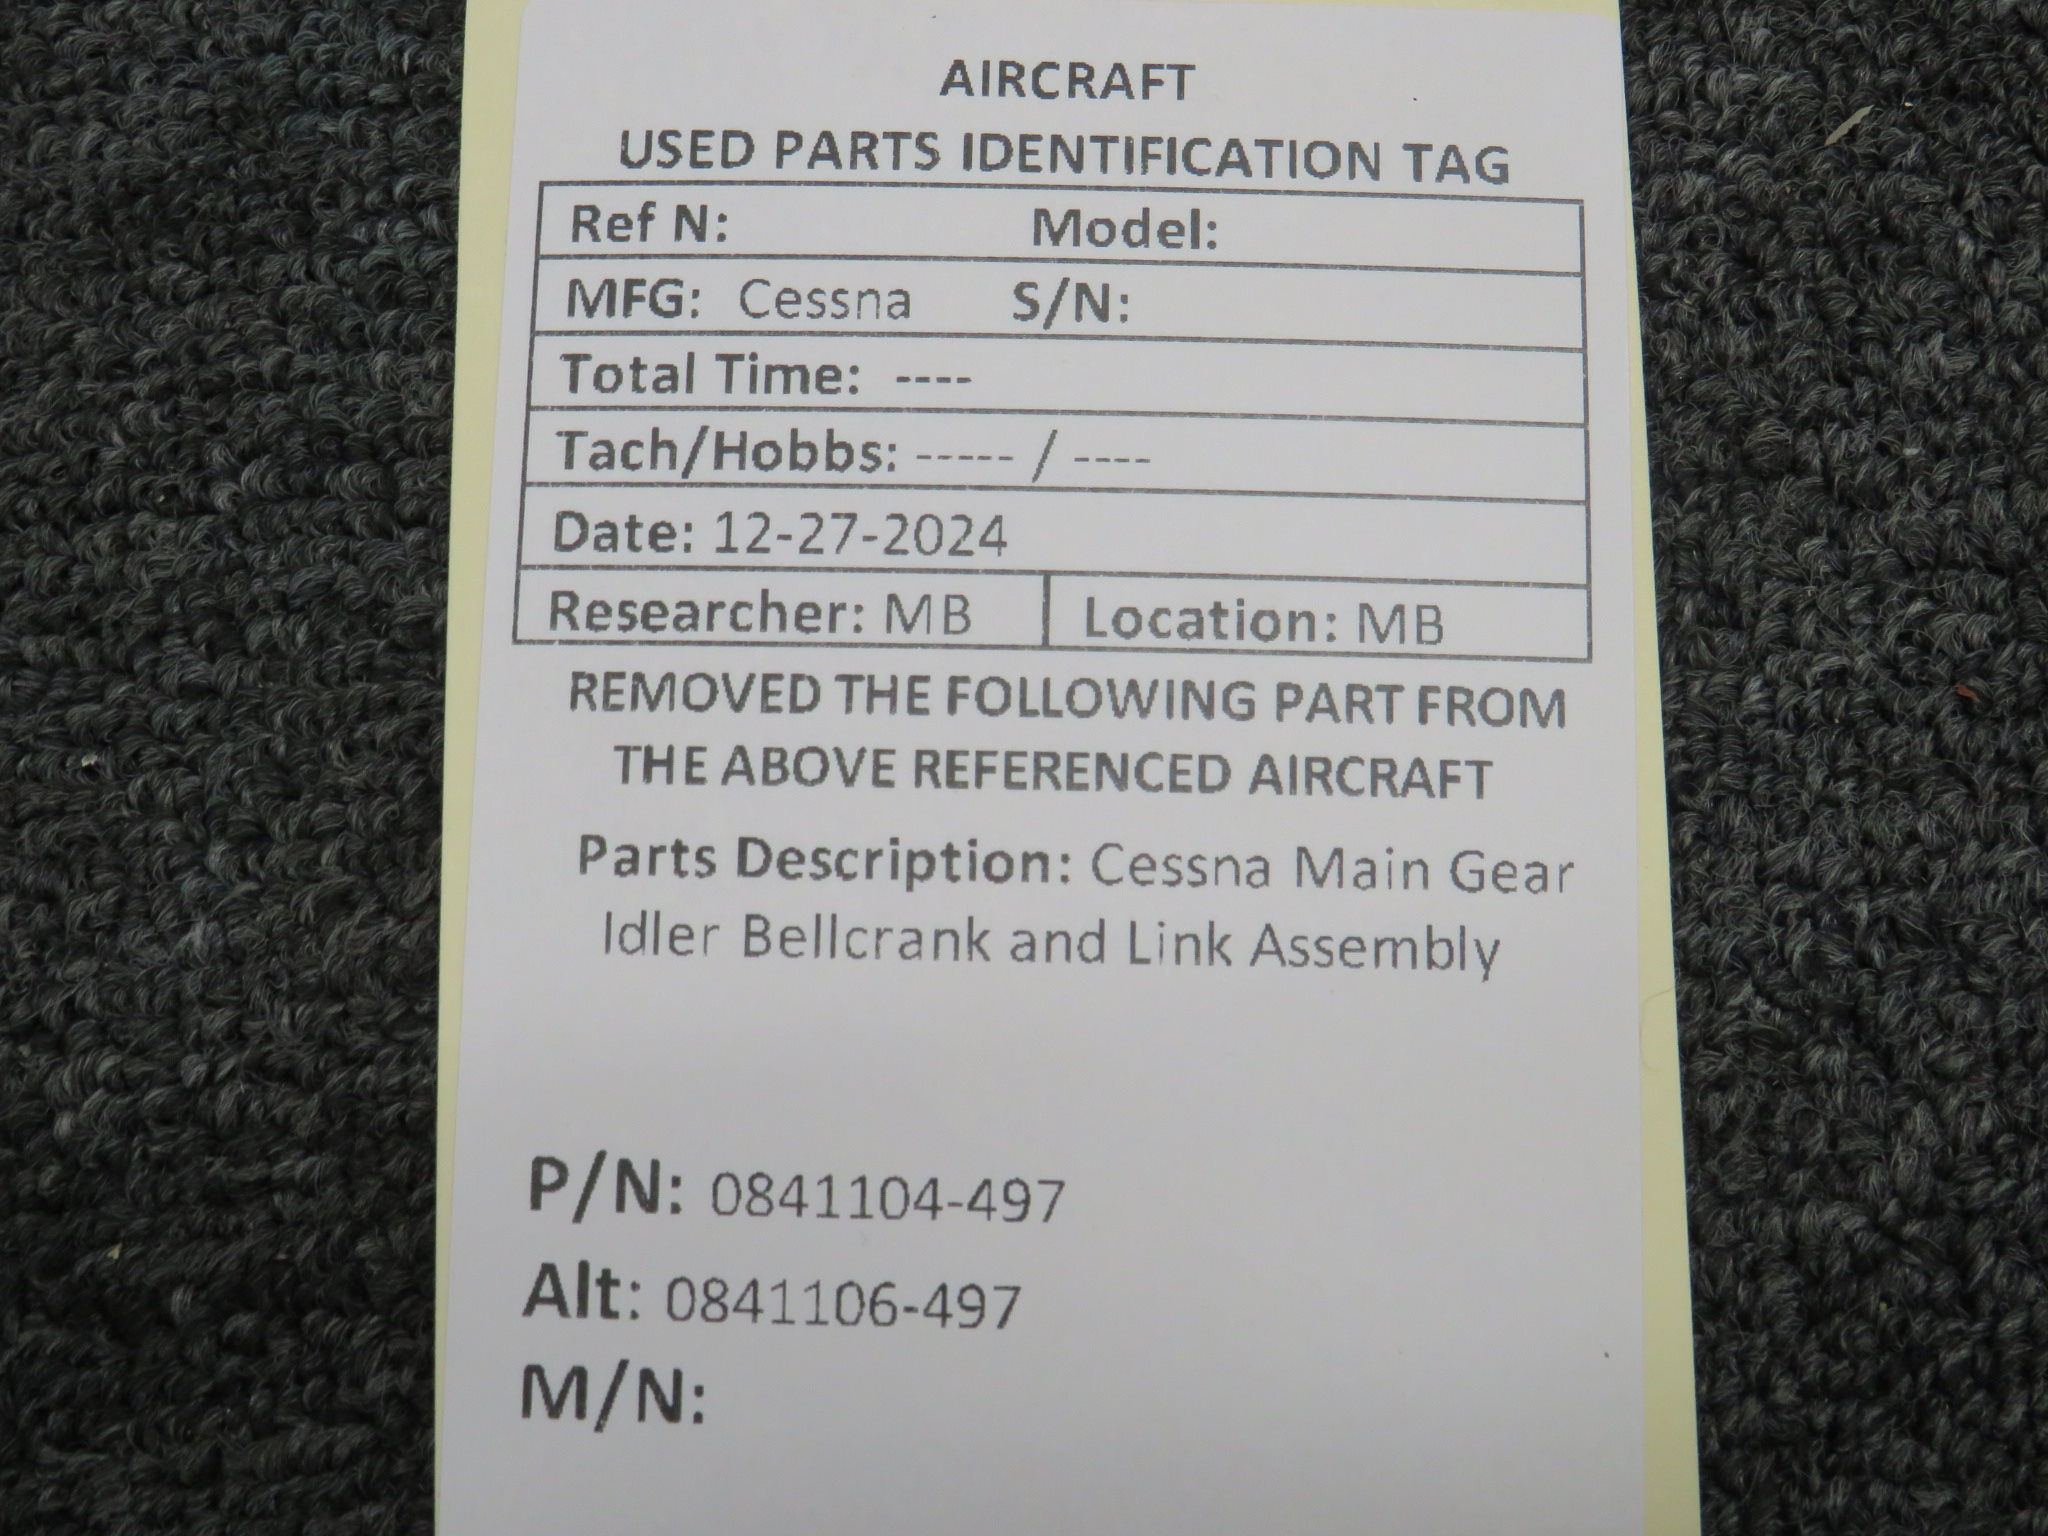 AIRCRAFT
USED PARTS IDENTIFICATION TAG
Ref N: Model:
MFG: Cessna S/N:
Total Time: ----
Tach/Hobbs: ----- / ----
Date: 12-27-2024
Researcher: MB Location: MB
REMOVED THE FOLLOWING PART FROM
THE ABOVE REFERENCED AIRCRAFT
Parts Description: Cessna Main Gear
Idler Bellcrank and Link Assembly
P/N: 0841104-497
Alt: 0841106-497
M/N: